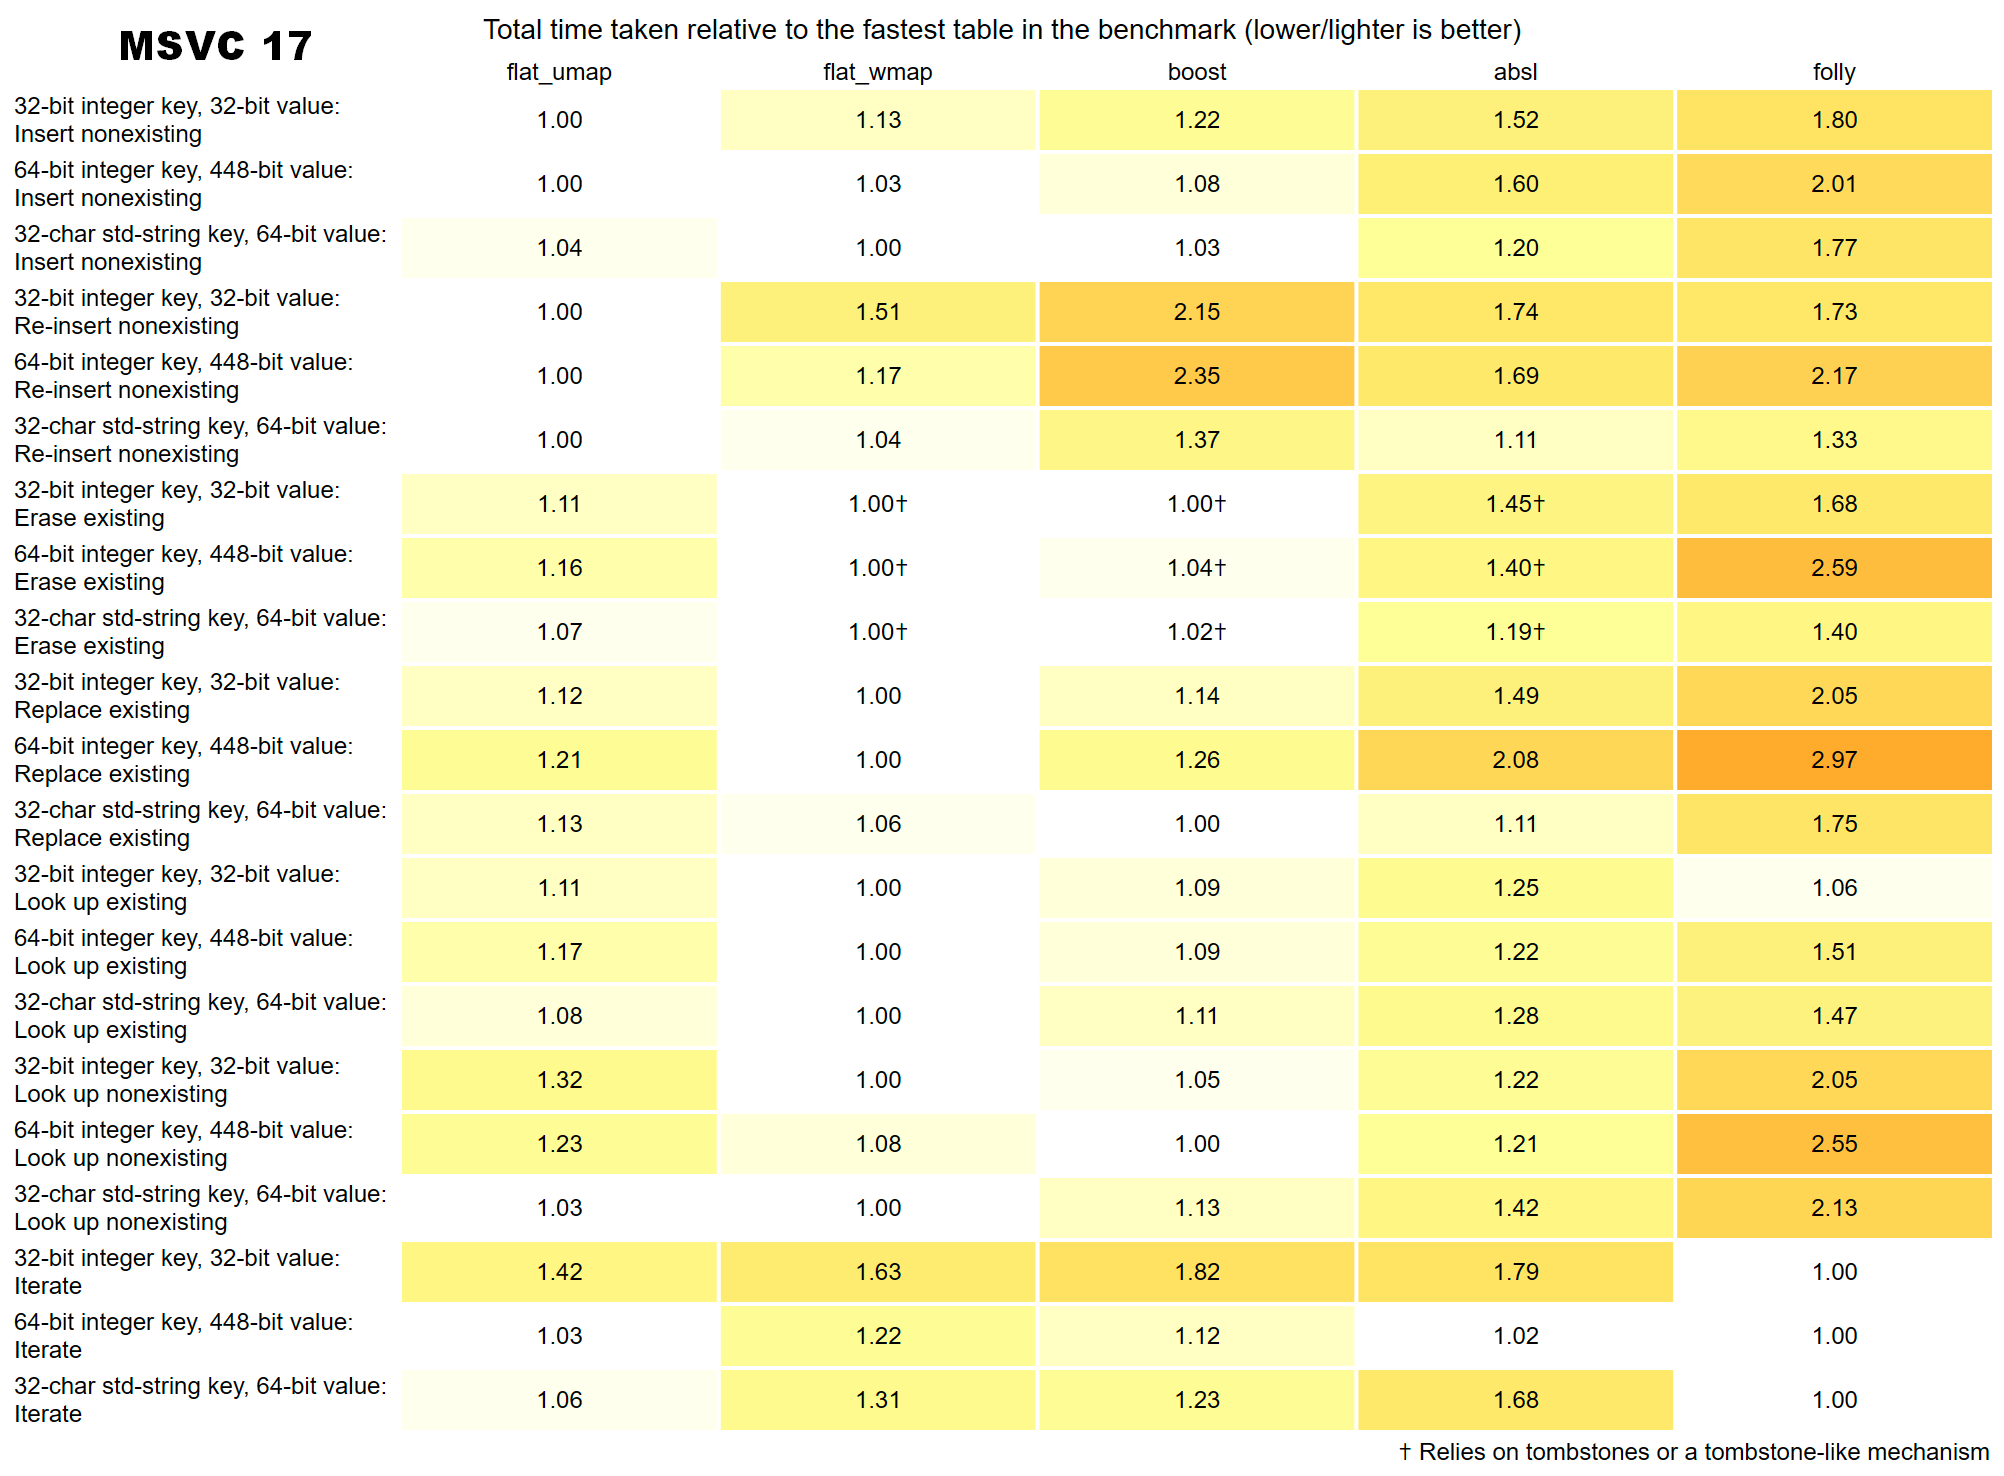 MSVC 17
Total time taken relative to the fastest table in the benchmark (lower/lighter is better)
flat_umap flat_wmap boost absl folly
32-bit integer key, 32-bit value:
Insert nonexisting
1.00 1.13 1.22 1.52 1.80
64-bit integer key, 448-bit value:
Insert nonexisting
1.00 1.03 1.08 1.60 2.01
32-char std-string key, 64-bit value:
Insert nonexisting
1.04 1.00 1.03 1.20 1.77
32-bit integer key, 32-bit value:
Re-insert nonexisting
1.00 1.51 2.15 1.74 1.73
64-bit integer key, 448-bit value:
Re-insert nonexisting
1.00 1.17 2.35 1.69 2.17
32-char std-string key, 64-bit value:
Re-insert nonexisting
1.00 1.04 1.37 1.11 1.33
32-bit integer key, 32-bit value:
Erase existing
1.11 1.00† 1.00† 1.45† 1.68
64-bit integer key, 448-bit value:
Erase existing
1.16 1.00† 1.04† 1.40† 2.59
32-char std-string key, 64-bit value:
Erase existing
1.07 1.00† 1.02† 1.19† 1.40
32-bit integer key, 32-bit value:
Replace existing
1.12 1.00 1.14 1.49 2.05
64-bit integer key, 448-bit value:
Replace existing
1.21 1.00 1.26 2.08 2.97
32-char std-string key, 64-bit value:
Replace existing
1.13 1.06 1.00 1.11 1.75
32-bit integer key, 32-bit value:
Look up existing
1.11 1.00 1.09 1.25 1.06
64-bit integer key, 448-bit value:
Look up existing
1.17 1.00 1.09 1.22 1.51
32-char std-string key, 64-bit value:
Look up existing
1.08 1.00 1.11 1.28 1.47
32-bit integer key, 32-bit value:
Look up nonexisting
1.32 1.00 1.05 1.22 2.05
64-bit integer key, 448-bit value:
Look up nonexisting
1.23 1.08 1.00 1.21 2.55
32-char std-string key, 64-bit value:
Look up nonexisting
1.03 1.00 1.13 1.42 2.13
32-bit integer key, 32-bit value:
Iterate
1.42 1.63 1.82 1.79 1.00
64-bit integer key, 448-bit value:
Iterate
1.03 1.22 1.12 1.02 1.00
32-char std-string key, 64-bit value:
Iterate
1.06 1.31 1.23 1.68 1.00
† Relies on tombstones or a tombstone-like mechanism